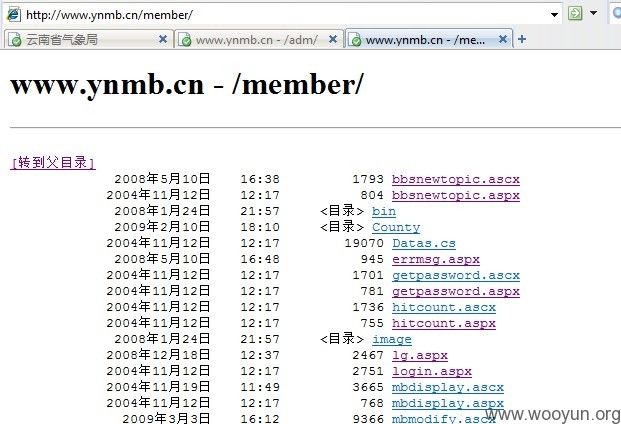 http://www.ynmb.cn/member/
云南省气象局
www.ynmb.cn - /adm/
www.ynmb.cn - /me...
www.ynmb.cn - /member/
[转到父目录]
2008年5月10日 16:38 1793 bbsnewtopic.ascx
2004年11月12日 12:17 804 bbsnewtopic.aspx
2008年1月24日 21:57 <目录> bin
2009年2月10日 18:10 <目录> County
2004年11月12日 12:17 19070 Datas.cs
2008年5月10日 16:48 945 errmsg.aspx
2004年11月12日 12:17 1701 getpassword.ascx
2004年11月12日 12:17 781 getpassword.aspx
2004年11月12日 12:17 1736 hitcount.ascx
2004年11月12日 12:17 755 hitcount.aspx
2008年1月24日 21:57 <目录> image
2008年12月18日 12:37 2467 lg.aspx
2004年11月12日 12:17 2751 login.aspx
2004年11月19日 11:49 3665 mbdisplay.ascx
2004年11月12日 12:17 768 mbdisplay.aspx
2009年3月3日 16:12 9366 mbmodify.ascx
www.wooyun.org